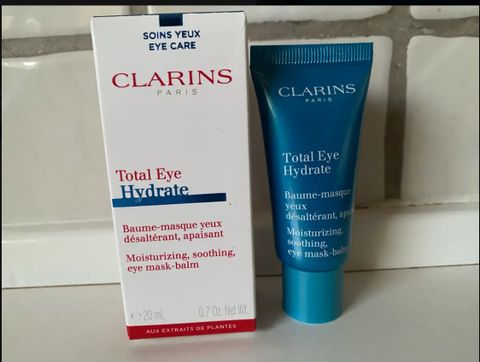 SOINS YEUX
EYE CARE
CLARINS
PARIS
Total Eye
Hydrate
Baume-masque yeux
désaltérant, apaisant
Moisturizing, soothing,
eye mask-balm
℮20 mL 0.7 Oz. Net Wt.
AUX EXTRAITS DE PLANTES
CLARINS
PARIS
Total Eye
Hydrate
Baume-masque
yeux
désaltérant, apaisant
Moisturizing,
soothing,
eye mask-balm